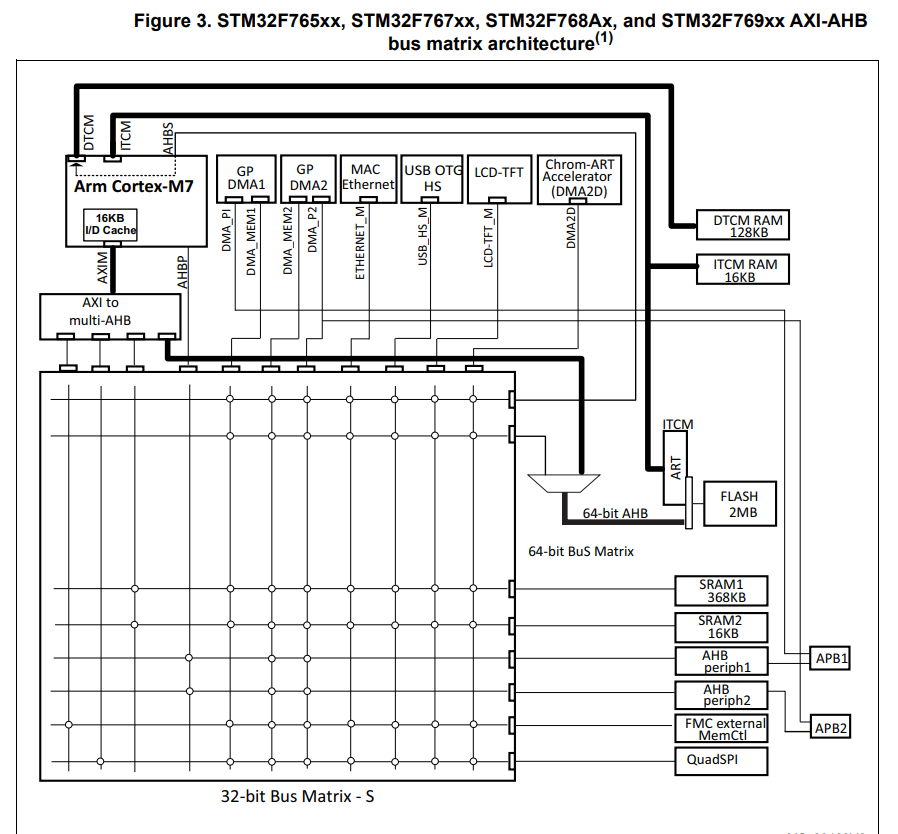 Figure 3. STM32F765xx, STM32F767xx, STM32F768Ax, and STM32F769xx AXI-AHB
bus matrix architecture(1)
DTCM
ITCM
AHBS
Arm Cortex-M7
16KB
I/D Cache
GP
DMA1
GP
DMA2
MAC
Ethernet
USB OTG
HS
LCD-TFT
Chrom-ART
Accelerator
(DMA2D)
DTCM RAM
128KB
ITCM RAM
16KB
AXIM
AHBP
DMA_PI
DMA_MEM1
DMA_MEM2
DMA_P2
ETHERNET_M
USB_HS_M
LCD-TFT_M
DMA2D
AXI to
multi-AHB
ITCM
ART
FLASH
2MB
64-bit AHB
64-bit BuS Matrix
SRAM1
368KB
SRAM2
16KB
AHB
periph1
APB1
AHB
periph2
APB2
FMC external
MemCtl
QuadSPI
32-bit Bus Matrix - S